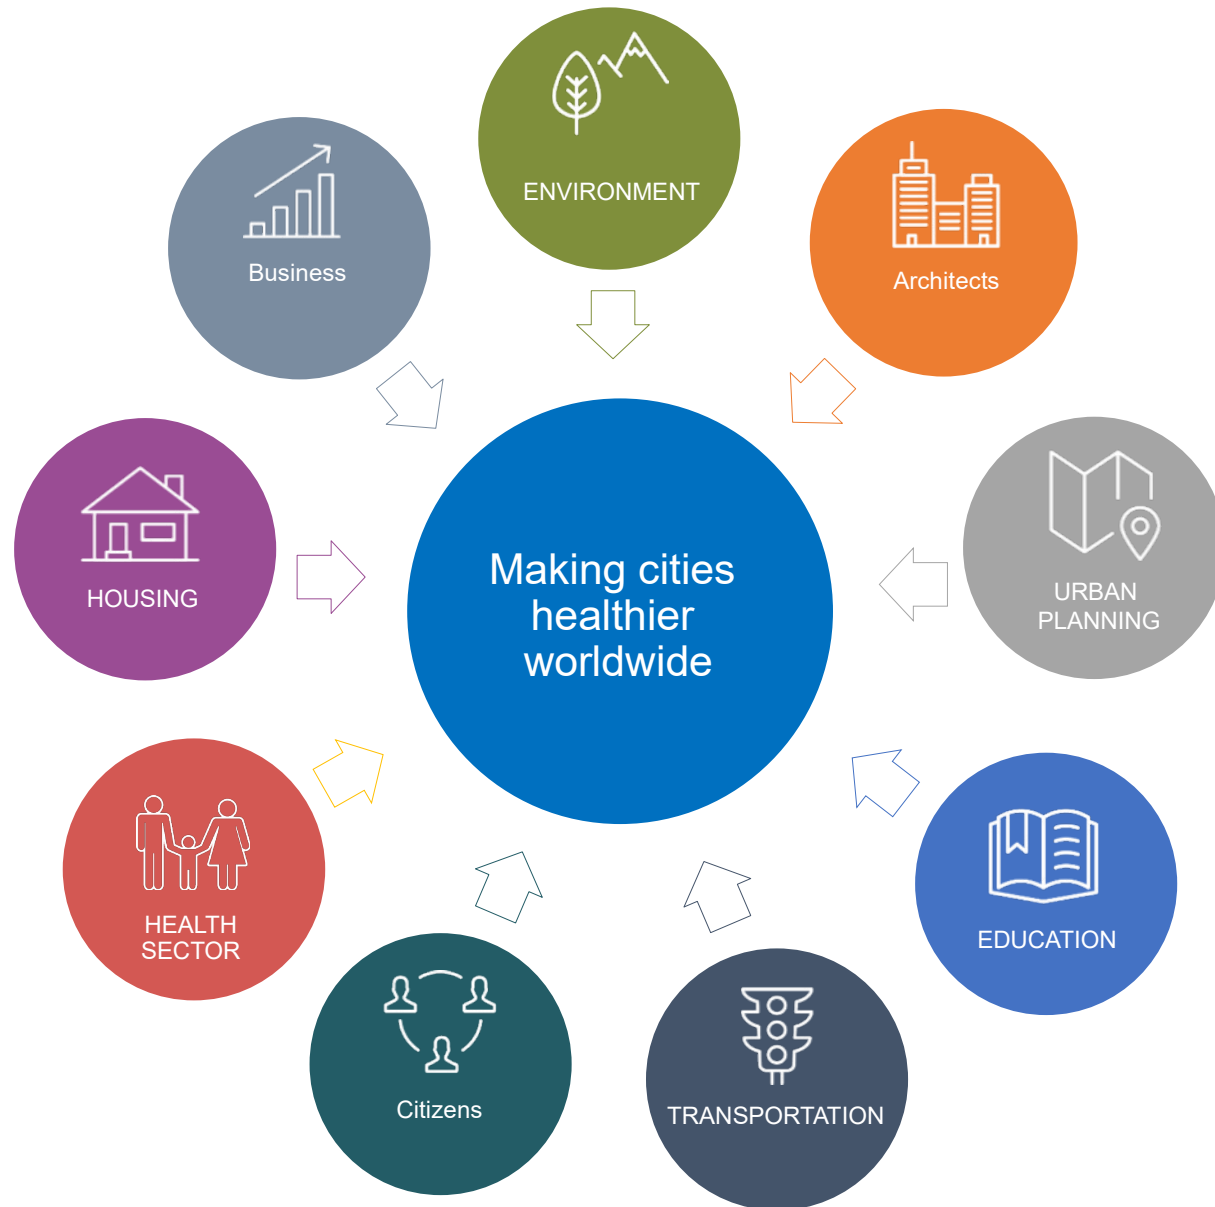 ENVIRONMENT
Architects
Business
Making cities
healthier
worldwide
URBAN
PLANNING
HOUSING
EDUCATION
HEALTH
SECTOR
Citizens
TRANSPORTATION